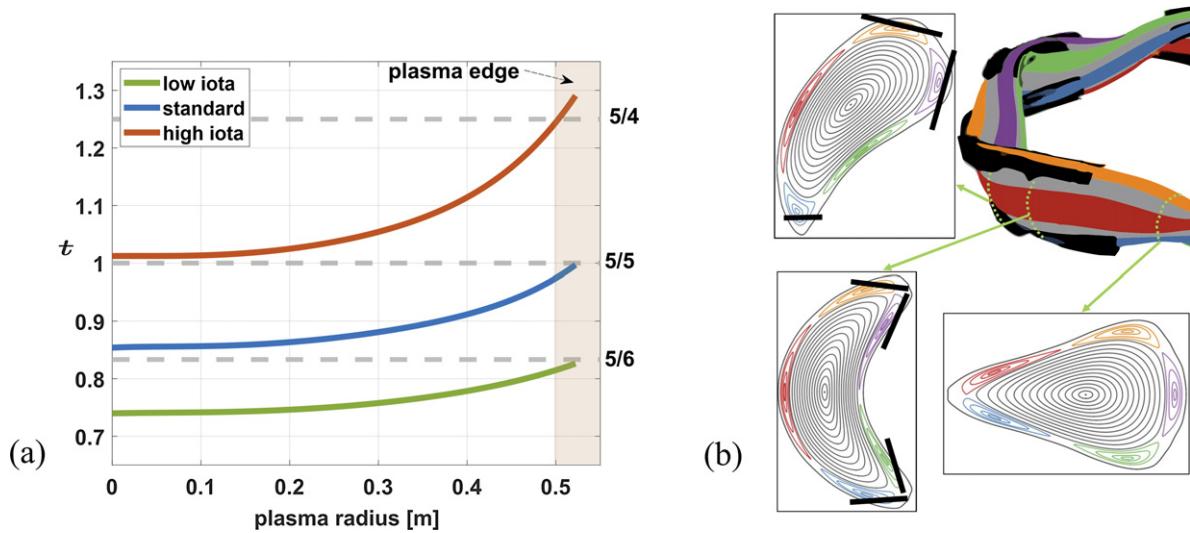 plasma edge
low iota
standard
high iota
1.3
1.2
1.1
1
0.9
0.8
0.7
5/4
5/5
5/6
ƭ
0
0.1
0.2
0.3
0.4
0.5
plasma radius [m]
(a)
(b)